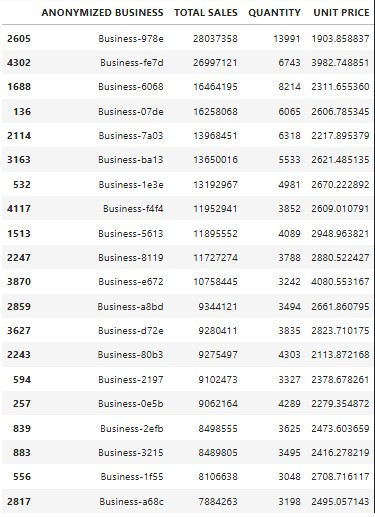 ANONYMIZED BUSINESS TOTAL SALES QUANTITY UNIT PRICE
2605 Business-978e 28037358 13991 1903.858837
4302 Business-fe7d 26997121 6743 3982.748851
1688 Business-6068 16464195 8214 2311.655360
136 Business-07de 16258068 6065 2606.785345
2114 Business-7a03 13968451 6318 2217.895379
3163 Business-ba13 13650016 5533 2621.485135
532 Business-1e3e 13192967 4981 2670.222892
4117 Business-f4f4 11952941 3852 2609.010791
1513 Business-5613 11895552 4089 2948.963821
2247 Business-8119 11727274 3788 2880.522427
3870 Business-e672 10758445 3242 4080.553167
2859 Business-a8bd 9344121 3494 2661.860795
3627 Business-d72e 9280411 3835 2823.710175
2243 Business-80b3 9275497 4303 2113.872168
594 Business-2197 9102473 3327 2378.678261
257 Business-0e5b 9062164 4289 2279.354872
839 Business-2efb 8498555 3625 2473.603659
883 Business-3215 8489805 3495 2416.278219
556 Business-1f55 8106638 3048 2708.716117
2817 Business-a68c 7884263 3198 2495.057143